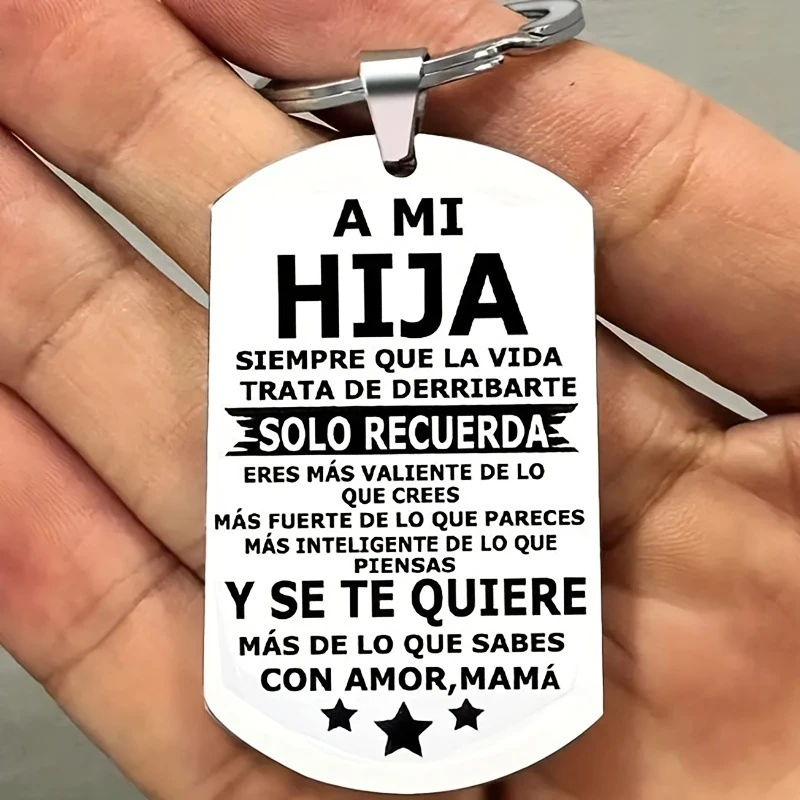 A MI
HIJA
SIEMPRE QUE LA VIDA
TRATA DE DERRIBARTE
SOLO RECUERDA
ERES MÁS VALIENTE DE LO
QUE CREES
MÁS FUERTE DE LO QUE PARECES
MÁS INTELIGENTE DE LO QUE
PIENSAS
Y SE TE QUIERE
MÁS DE LO QUE SABES
CON AMOR,MAMá